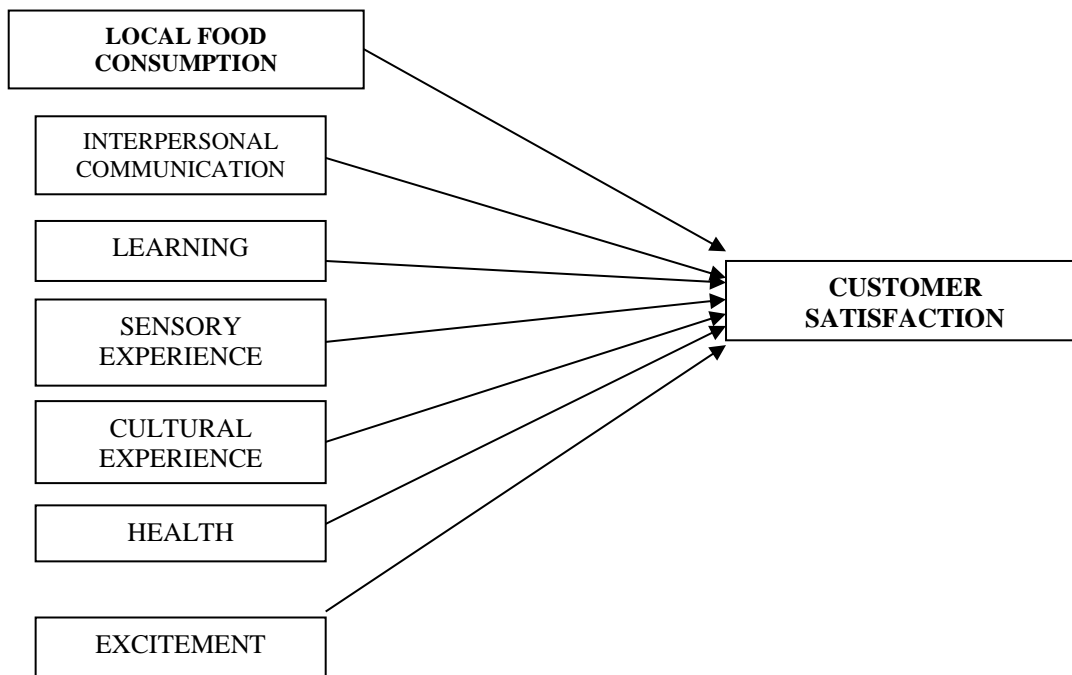 LOCAL FOOD
CONSUMPTION
INTERPERSONAL
COMMUNICATION
LEARNING
SENSORY
EXPERIENCE
CULTURAL
EXPERIENCE
HEALTH
EXCITEMENT
CUSTOMER
SATISFACTION